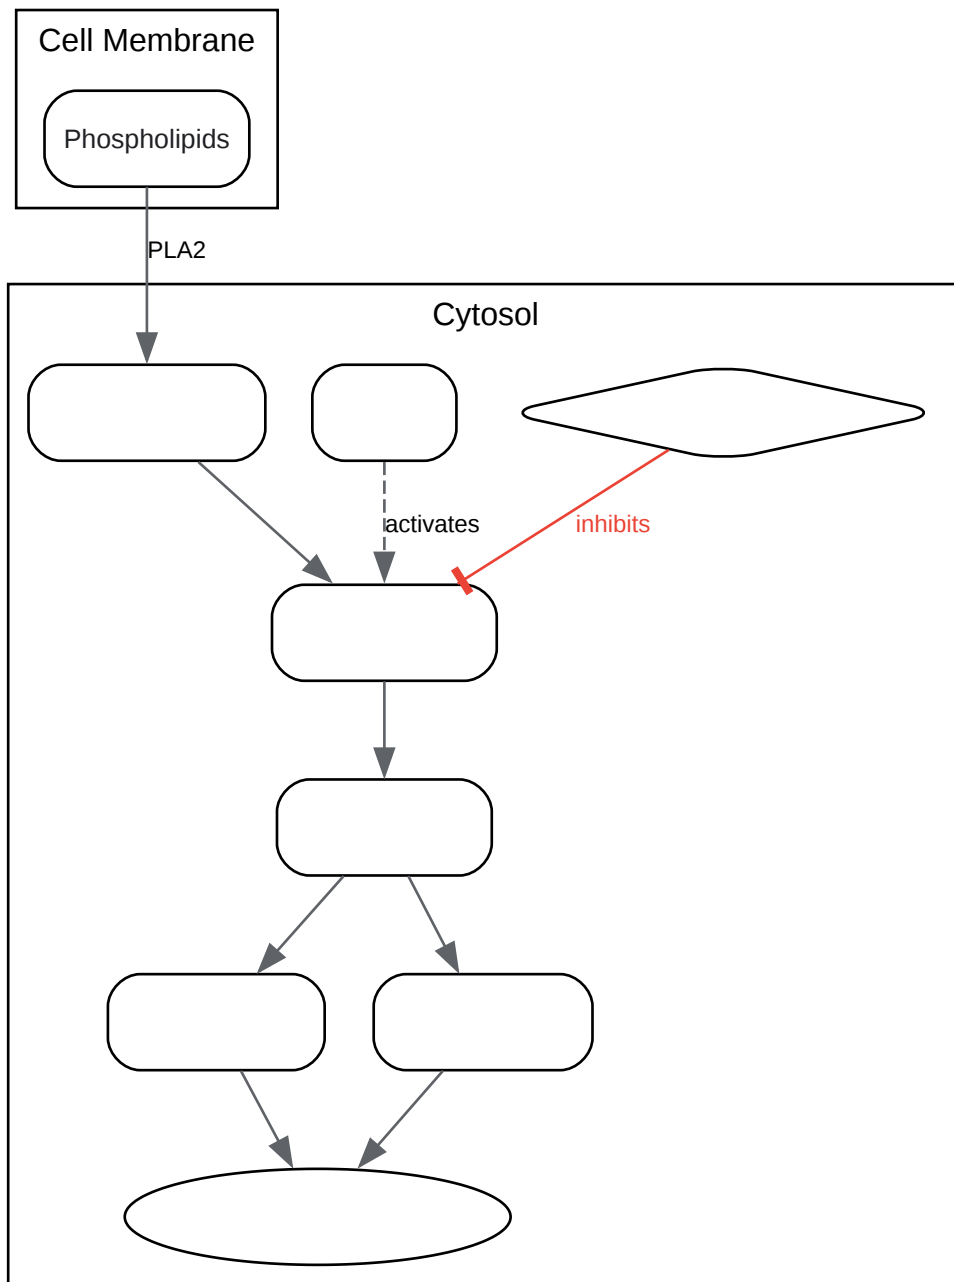 Cell Membrane
Phospholipids
PLA2
Cytosol
activates
inhibits